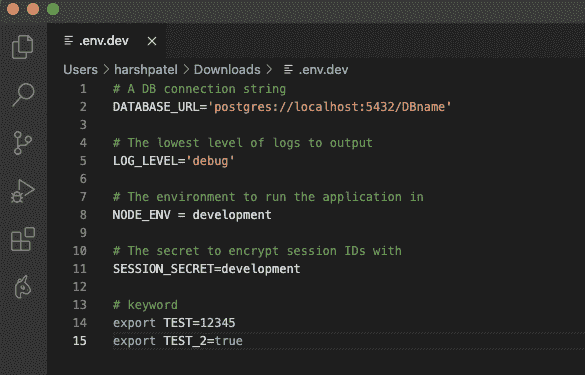 .env.dev ×
Users > harshpatel > Downloads > .env.dev
1 # A DB connection string
2 DATABASE_URL='postgres://localhost:5432/DBname'
3
4 # The lowest level of logs to output
5 LOG_LEVEL='debug'
6
7 # The environment to run the application in
8 NODE_ENV = development
9
10 # The secret to encrypt session IDs with
11 SESSION_SECRET=development
12
13 # keyword
14 export TEST=12345
15 export TEST_2=true